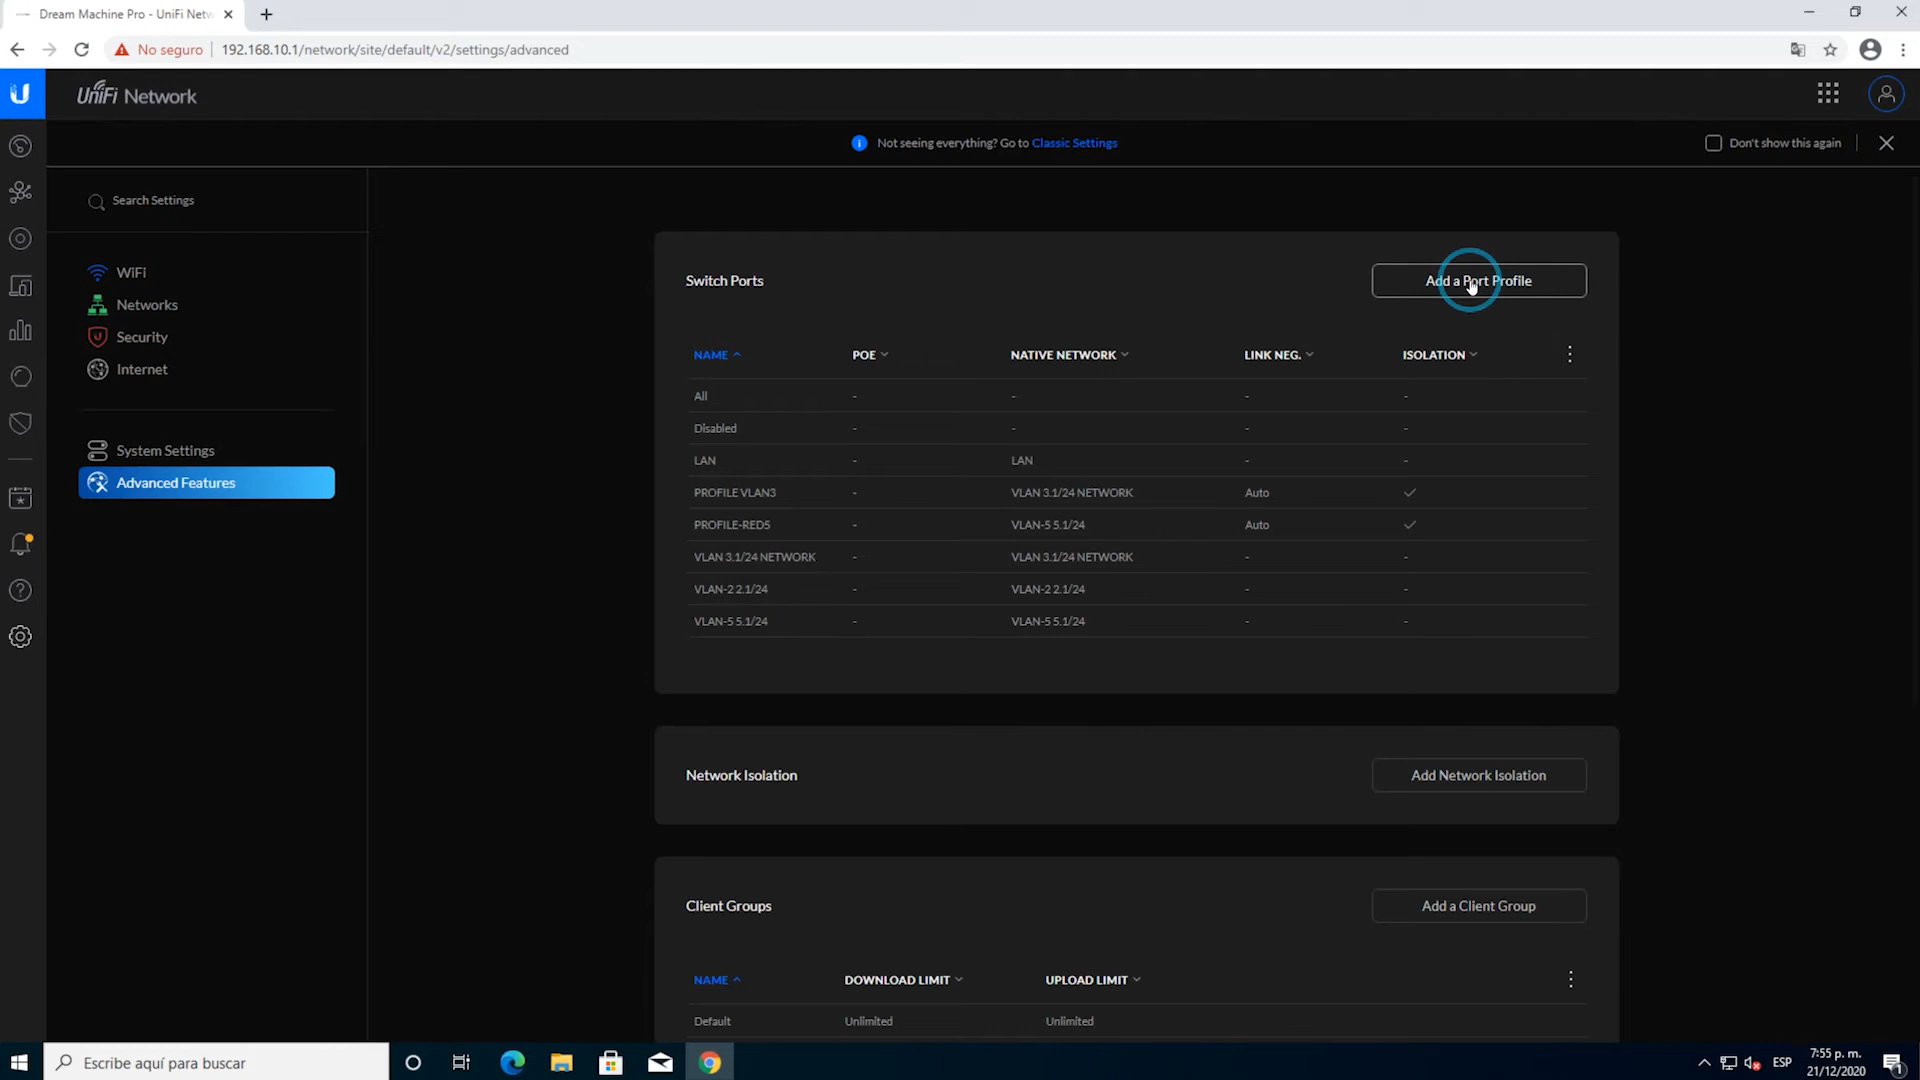 Dream Machine Pro - UniFi Netw
No seguro 192.168.10.1/network/site/default/v2/settings/advanced
UniFi Network
Not seeing everything? Go to Classic Settings
Don't show this again
Search Settings
WiFi
Networks
Security
Internet
System Settings
Advanced Features
Switch Ports
Add a Port Profile
NAME POE NATIVE NETWORK LINK NEG. ISOLATION
All - - - -
Disabled - - - -
LAN - LAN - -
PROFILE VLAN3 - VLAN 3.1/24 NETWORK Auto
PROFILE-RED5 - VLAN-5 5.1/24 Auto
VLAN 3.1/24 NETWORK - VLAN 3.1/24 NETWORK - -
VLAN-2 2.1/24 - VLAN-2 2.1/24 - -
VLAN-5 5.1/24 - VLAN-5 5.1/24 - -
Network Isolation
Add Network Isolation
Client Groups
Add a Client Group
NAME DOWNLOAD LIMIT UPLOAD LIMIT
Default Unlimited Unlimited
Escribe aquí para buscar
ESP
7:55 p. m.
21/12/2020
1